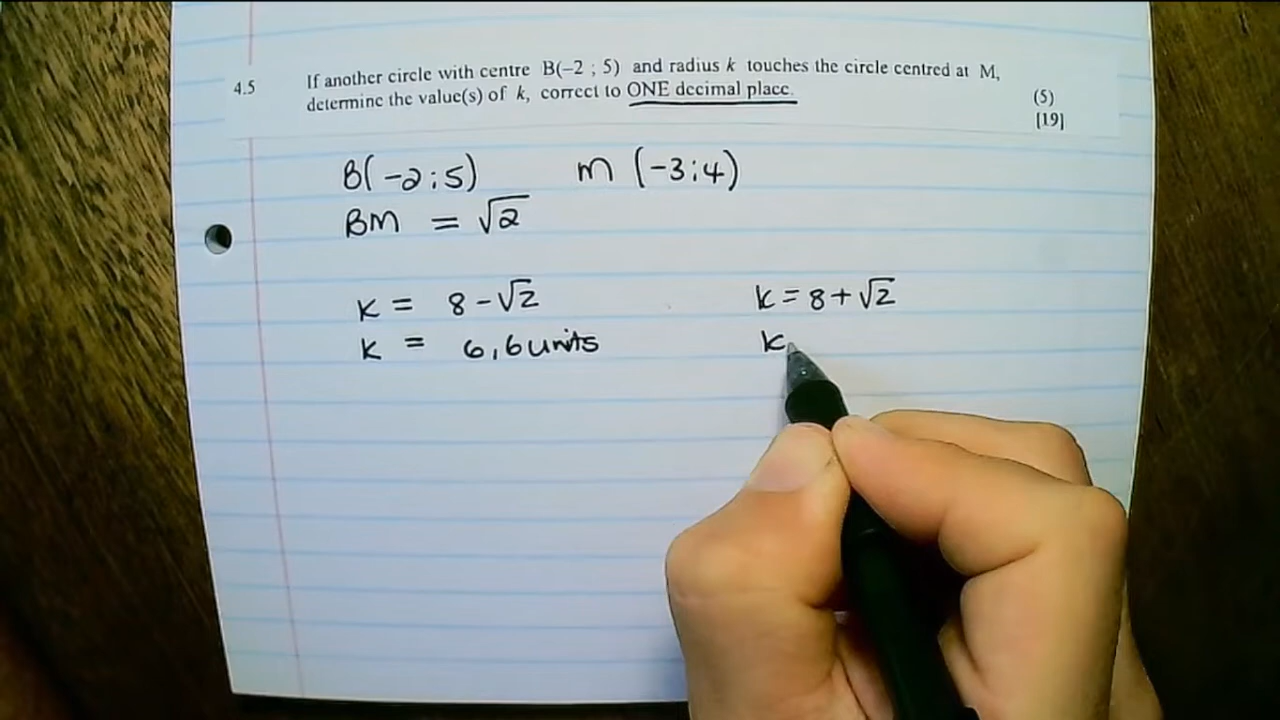 4.5 If another circle with centre B(–2 ; 5) and radius k touches the circle centred at M,
determine the value(s) of k, correct to ONE decimal place.
(5)
[19]
B(-2;5) M (-3;4)
BM = √2
k = 8-√2 k = 8+√2
k = 6,6 units k